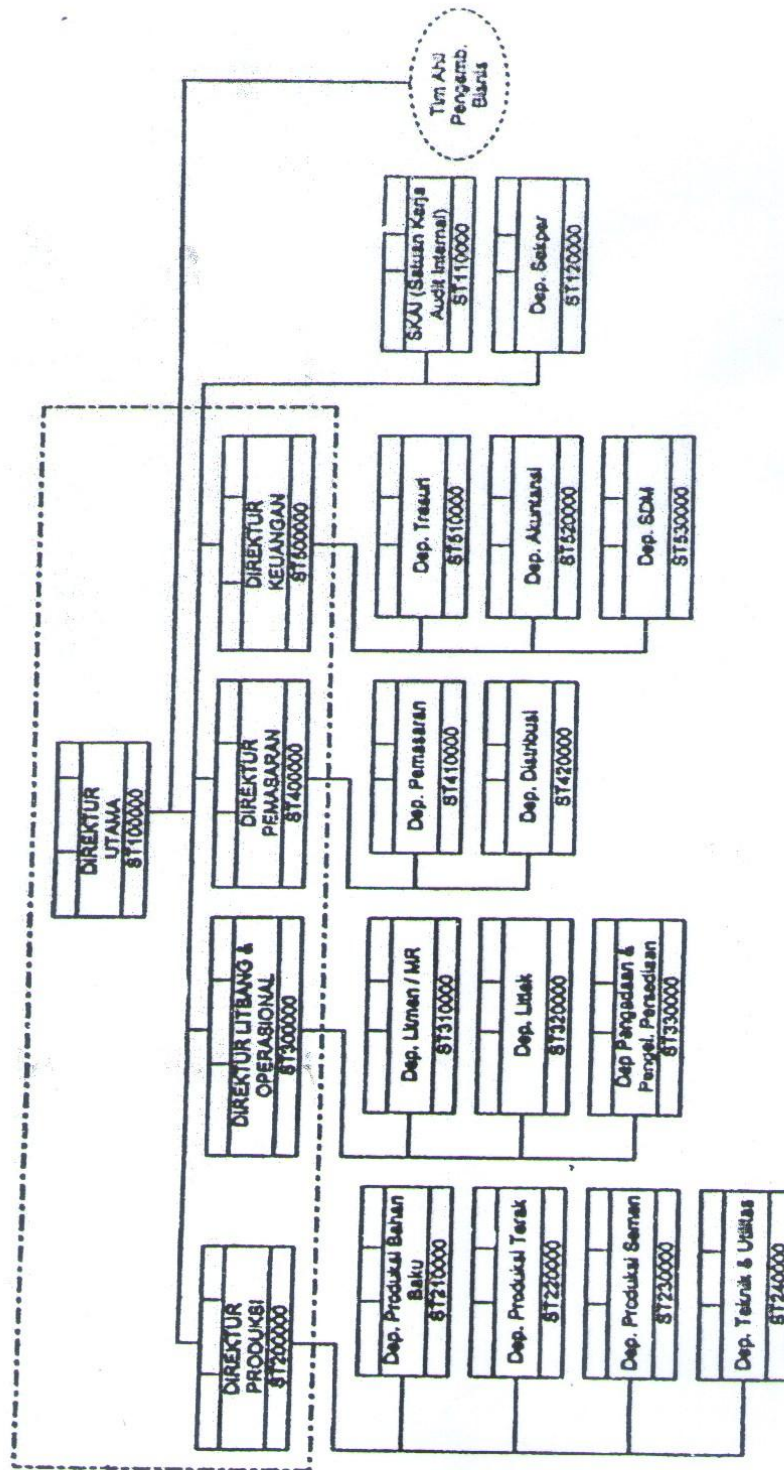 DIREKTUR
UTAMA
ST100000
DIREKTUR
PRODUKSI
ST200000
DIREKTUR LITBANG &
OPERASIONAL
ST300000
DIREKTUR
PEMASARAN
ST400000
DIREKTUR
KEUANGAN
ST500000
Dep. Produksi Bahan
Baku
ST210000
Dep. Produksi Terak
ST220000
Dep. Produksi Semen
ST230000
Dep. Teknik & Utilitas
ST240000
Dep. Litmen / MR
ST310000
Dep. Littek
ST320000
Dep Pengadaan &
Pengel. Persediaan
ST330000
Dep. Pemasaran
ST410000
Dep. Distribusi
ST420000
Dep. Tresuri
ST510000
Dep. Akuntansi
ST520000
Dep. SDM
ST530000
SKAI (Satuan Kerja
Audit Internal)
ST110000
Dep. Sekper
ST120000
Tim Ahli
Pengemb.
Bisnis